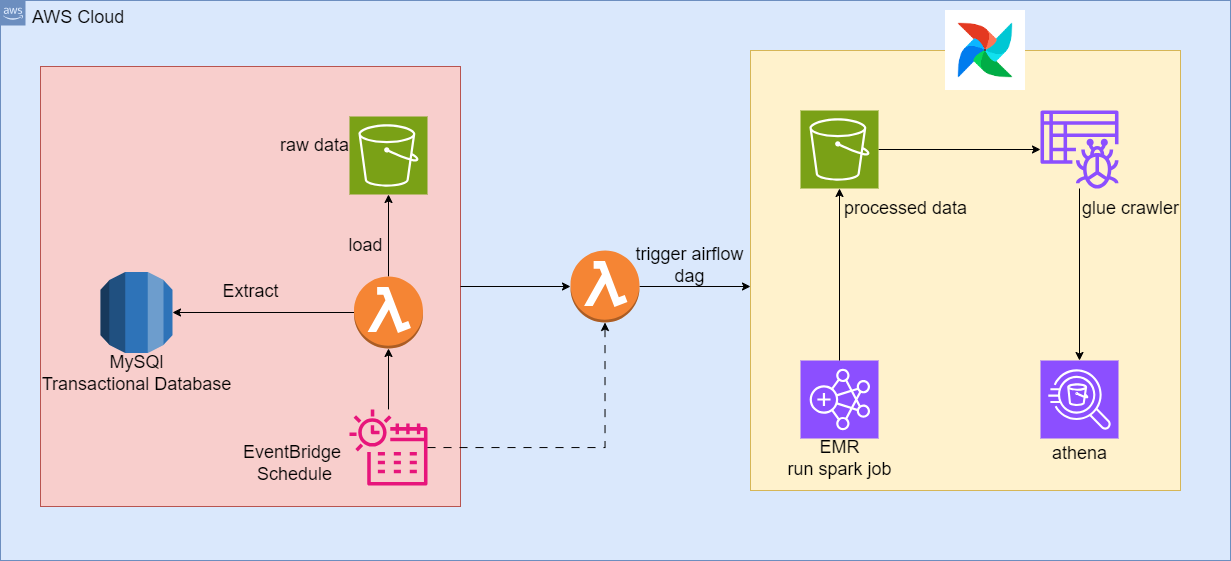 aws
AWS Cloud
raw data
load
Extract
MySQl
Transactional Database
EventBridge
Schedule
trigger airflow
dag
processed data
glue crawler
EMR
run spark job
athena